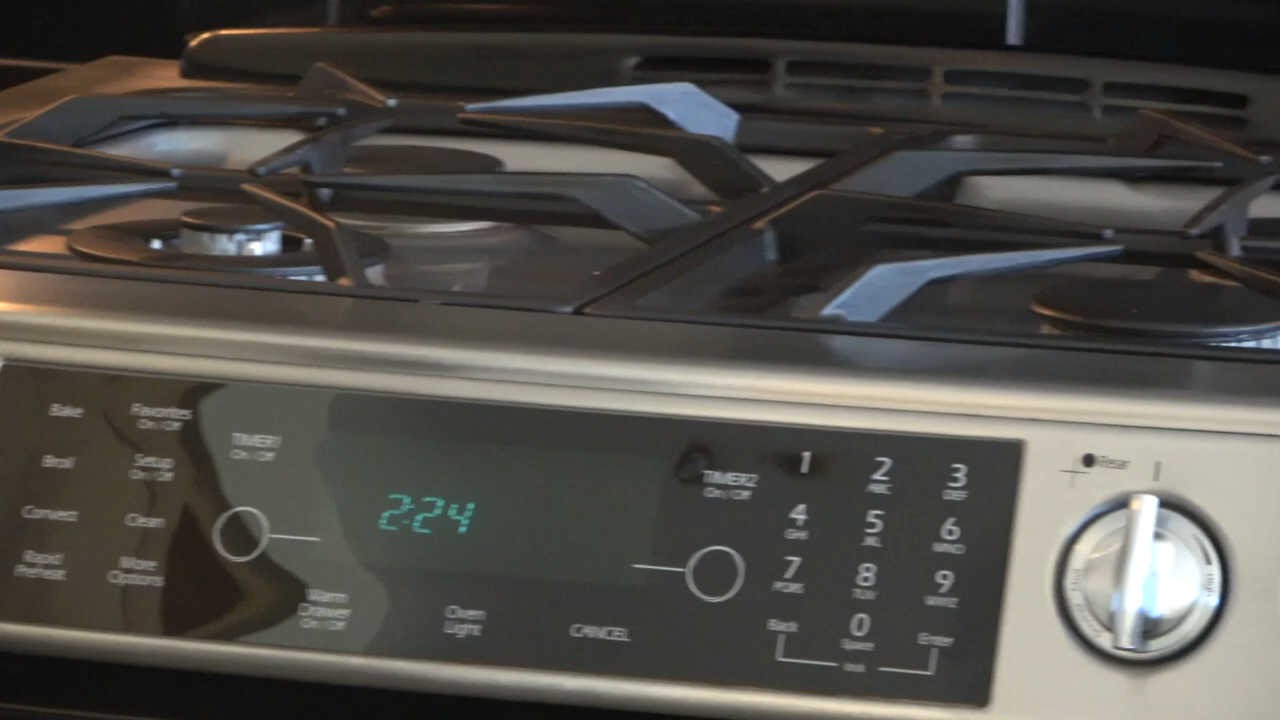 Bake
Favorites
On / Off
Broil
Setup
On / Off
Convect
Clean
Rapid
Preheat
More
Options
TIMER1
On / Off
2:24
Warm
Drawer
On / Off
Oven
Light
CANCEL
TIMER2
On / Off
1
2
ABC
3
DEF
4
GHI
5
JKL
6
MNO
7
PQRS
8
TUV
9
WXYZ
Back
0
Space
Enter
lock
Rear